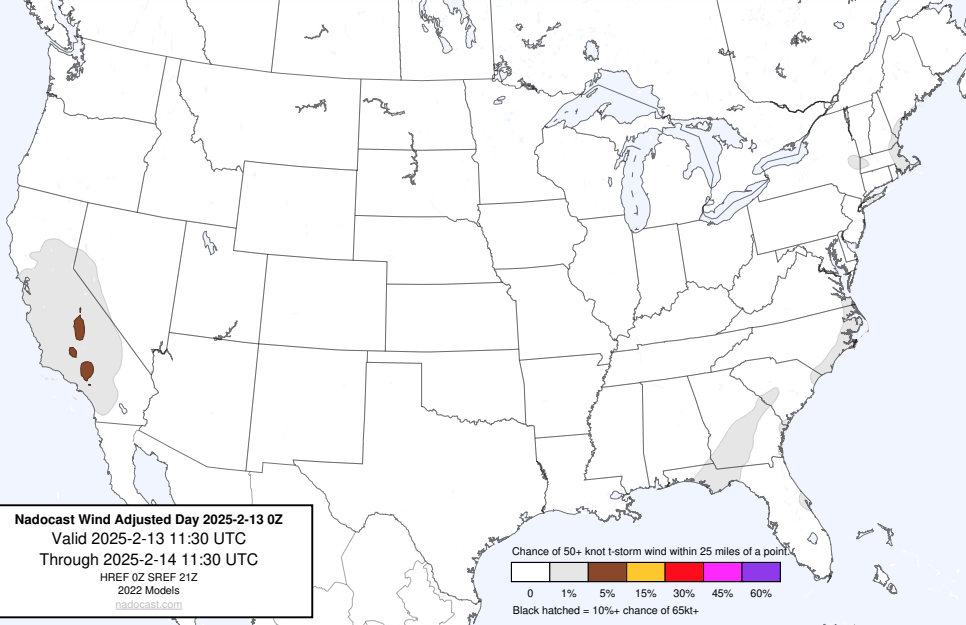 Nadocast Wind Adjusted Day 2025-2-13 0Z
Valid 2025-2-13 11:30 UTC
Through 2025-2-14 11:30 UTC
HREF 0Z SREF 21Z
2022 Models
nadocast.com
Chance of 50+ knot t-storm wind within 25 miles of a point.
0 1% 5% 15% 30% 45% 60%
Black hatched = 10%+ chance of 65kt+